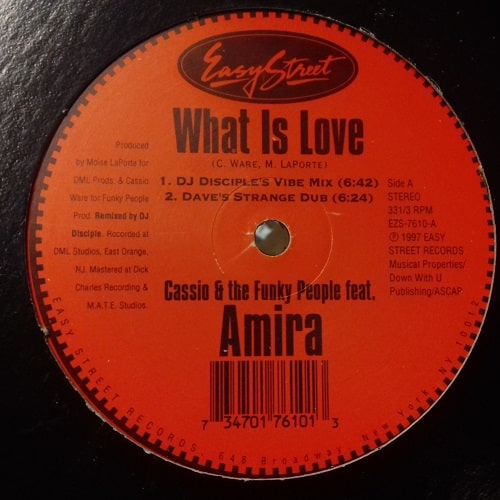 Easy Street
What Is Love
(C. WARE, M. LAPORTE)
1. DJ DISCIPLE'S VIBE MIX (6:42)
2. DAVE'S STRANGE DUB (6:24)
Produced
by Moise LaPorte for
DML Prods. & Cassio
Ware for Funky People
Prod. Remixed by DJ
Disciple. Recorded at
DML Studios, East Orange,
NJ. Mastered at Dick
Charles Recording &
M.A.T.E. Studios.
Side A
STEREO
331/3 RPM
EZS-7610-A
℗ 1997 EASY
STREET RECORDS
Musical Properties/
Down With U
Publishing/ASCAP
Cassio & the Funky People feat.
Amira
7 34701 76101 3
EASY STREET RECORDS 648 Broadway, New York, NY 10012